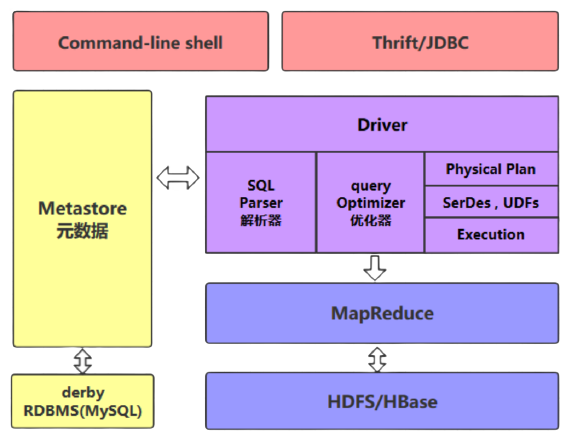 Command-line shell
Thrift/JDBC
Metastore
元数据
derby
RDBMS(MySQL)
Driver
SQL
Parser
解析器
query
Optimizer
优化器
Physical Plan
SerDes , UDFs
Execution
MapReduce
HDFS/HBase